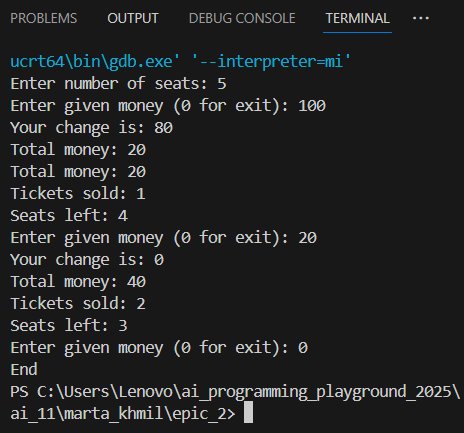 PROBLEMS OUTPUT DEBUG CONSOLE TERMINAL ...
ucrt64\bin\gdb.exe' '--interpreter=mi'
Enter number of seats: 5
Enter given money (0 for exit): 100
Your change is: 80
Total money: 20
Total money: 20
Tickets sold: 1
Seats left: 4
Enter given money (0 for exit): 20
Your change is: 0
Total money: 40
Tickets sold: 2
Seats left: 3
Enter given money (0 for exit): 0
End
PS C:\Users\Lenovo\ai_programming_playground_2025\
ai_11\marta_khmil\epic_2>